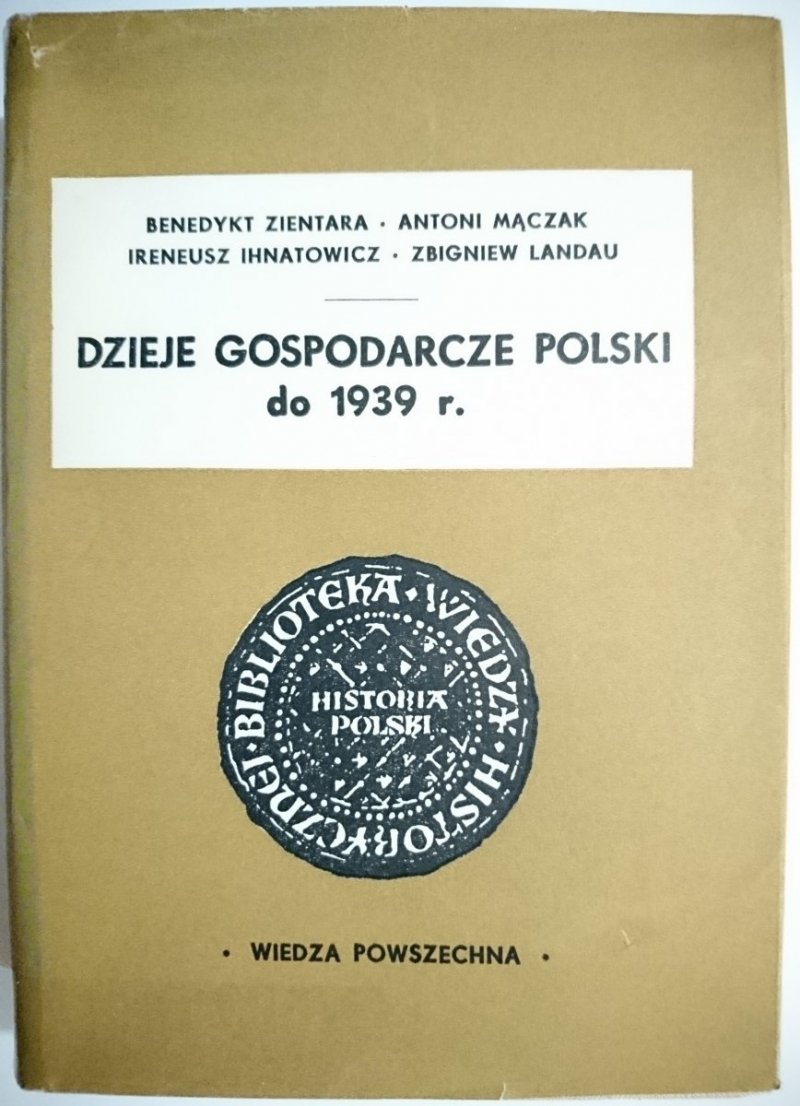 BENEDYKT ZIENTARA · ANTONI MĄCZAK
IRENEUSZ IHNATOWICZ · ZBIGNIEW LANDAU
DZIEJE GOSPODARCZE POLSKI
do 1939 r.
BIBLIOTEKA · WIEDZY · HISTORYCZNEJ ·
HISTORIA
POLSKI
· WIEDZA POWSZECHNA ·